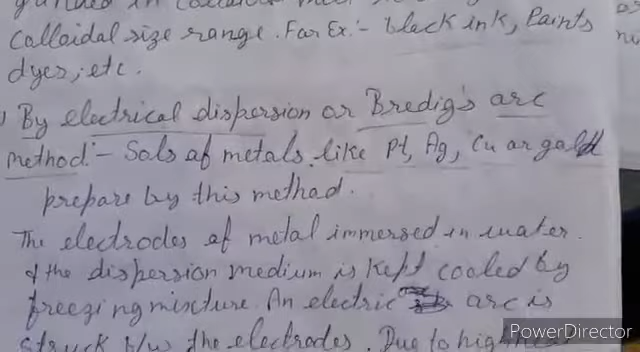 colloidal size range. For Ex:- black ink, Paints
dyes, etc.
By electrical dispersion or Bredig's arc
method:- Sols of metals like Pt, Ag, Cu or gold
prepare by this method.
The electrodes of metal immersed in water.
& the dispersion medium is kept cooled by
freezing mixture. An electric arc is
struck b/w the electrodes. Due to high
PowerDirector